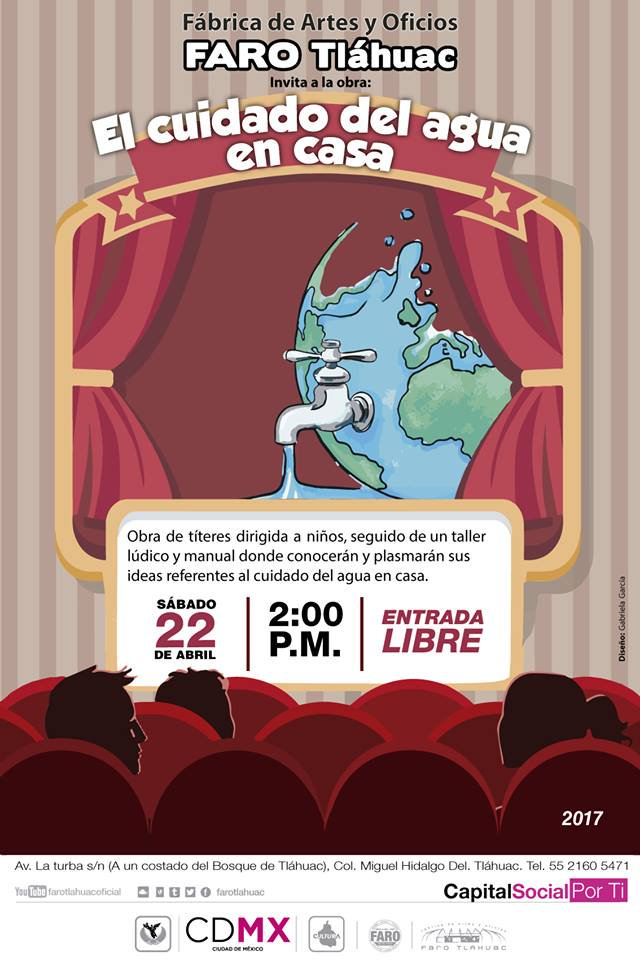 Fábrica de Artes y Oficios
FARO Tláhuac
Invita a la obra:
El cuidado del agua
en casa
Obra de títeres dirigida a niños, seguido de un taller
lúdico y manual donde conocerán y plasmarán sus
ideas referentes al cuidado del agua en casa.
SÁBADO
22
DE ABRIL
2:00
P.M.
ENTRADA
LIBRE
Diseño: Gabriela García
2017
Av. La turba s/n (A un costado del Bosque de Tláhuac), Col. Miguel Hidalgo Del. Tláhuac. Tel. 55 2160 5471
YouTube farotlahuacoficial
farotlahuac
CapitalSocialPor Ti
CDMX
CIUDAD DE MÉXICO
CULTURA
FARO
FARO TLÁHUAC